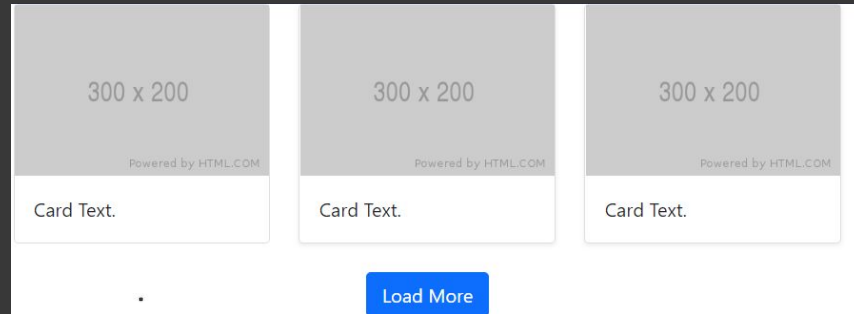 300 x 200 300 x 200 300 x 200
Powered by HTML.COM Powered by HTML.COM Powered by HTML.COM
Card Text. Card Text. Card Text.
Load More